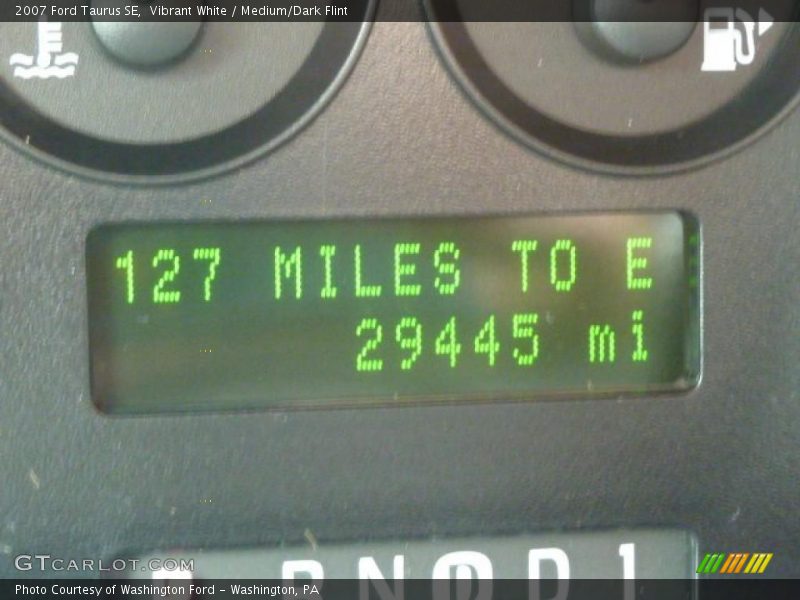 2007 Ford Taurus SE, Vibrant White / Medium/Dark Flint
127 MILES TO E
29445 mi
N D 1
GTCARLOT.COM
Photo Courtesy of Washington Ford - Washington, PA